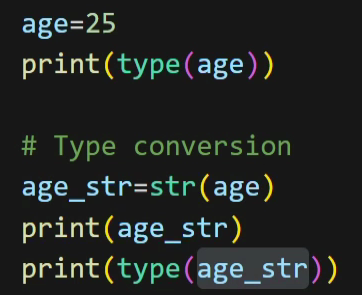 age=25
print(type(age))

# Type conversion
age_str=str(age)
print(age_str)
print(type(age_str))